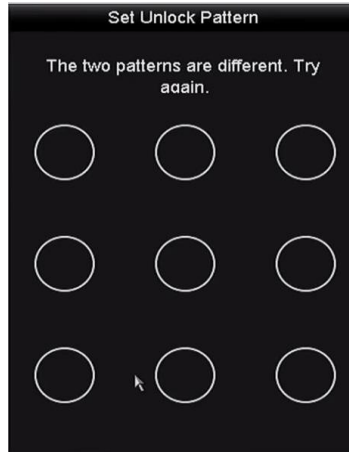 Set Unlock Pattern
The two patterns are different. Try
again.